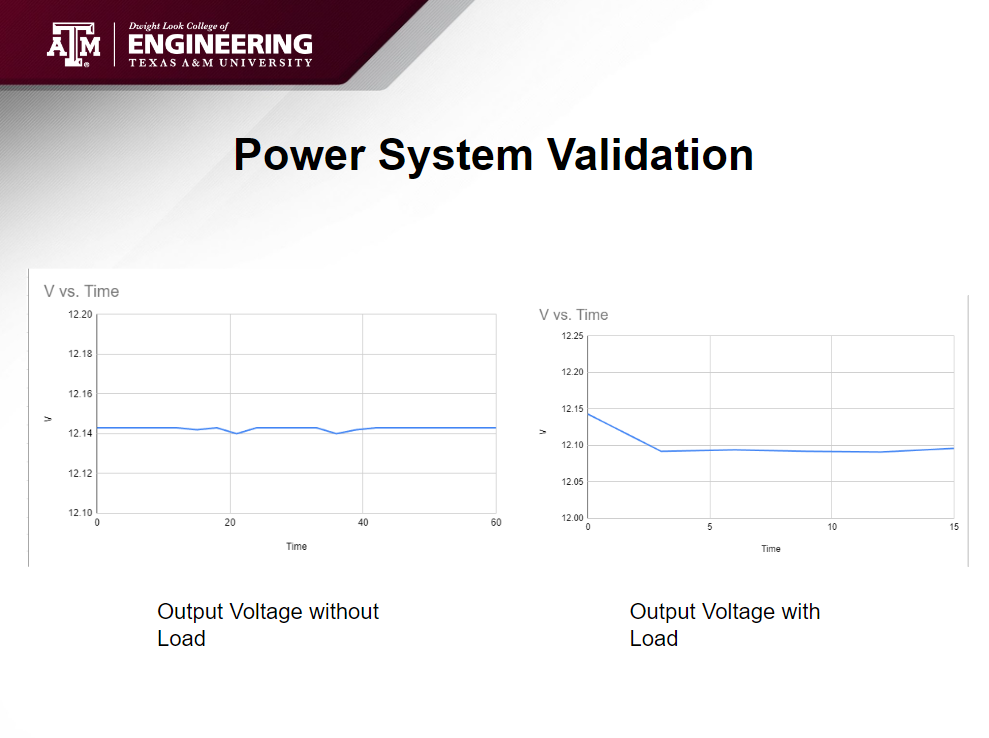 Dwight Look College of
ĀM
ENGINEERING
TEXAS A&M UNIVERSITY
Power System Validation
V vs. Time
12.20
12.18
12.16
12.14
12.12
12.10
V
0 20 40 60
Time
V vs. Time
12.25
12.20
12.15
12.10
12.05
12.00
V
0 5 10 15
Time
Output Voltage without
Load
Output Voltage with
Load